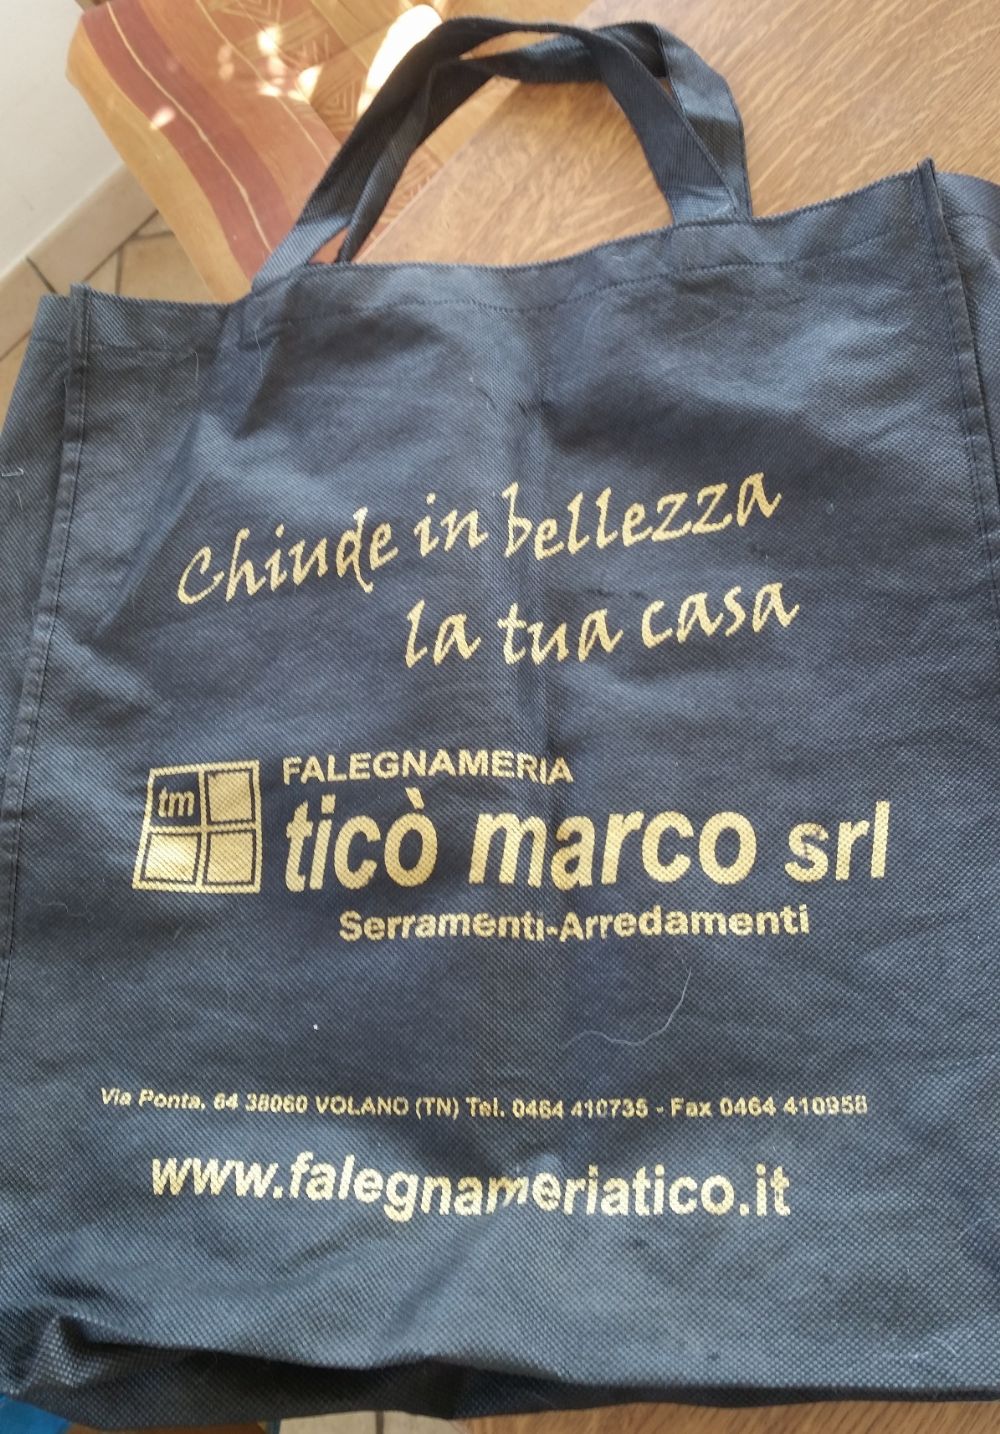 Chiude in bellezza
la tua casa
tm
FALEGNAMERIA
ticò marco srl
Serramenti-Arredamenti
Via Ponta, 64 38060 VOLANO (TN) Tel. 0464 410735 - Fax 0464 410958
www.falegnameriatico.it